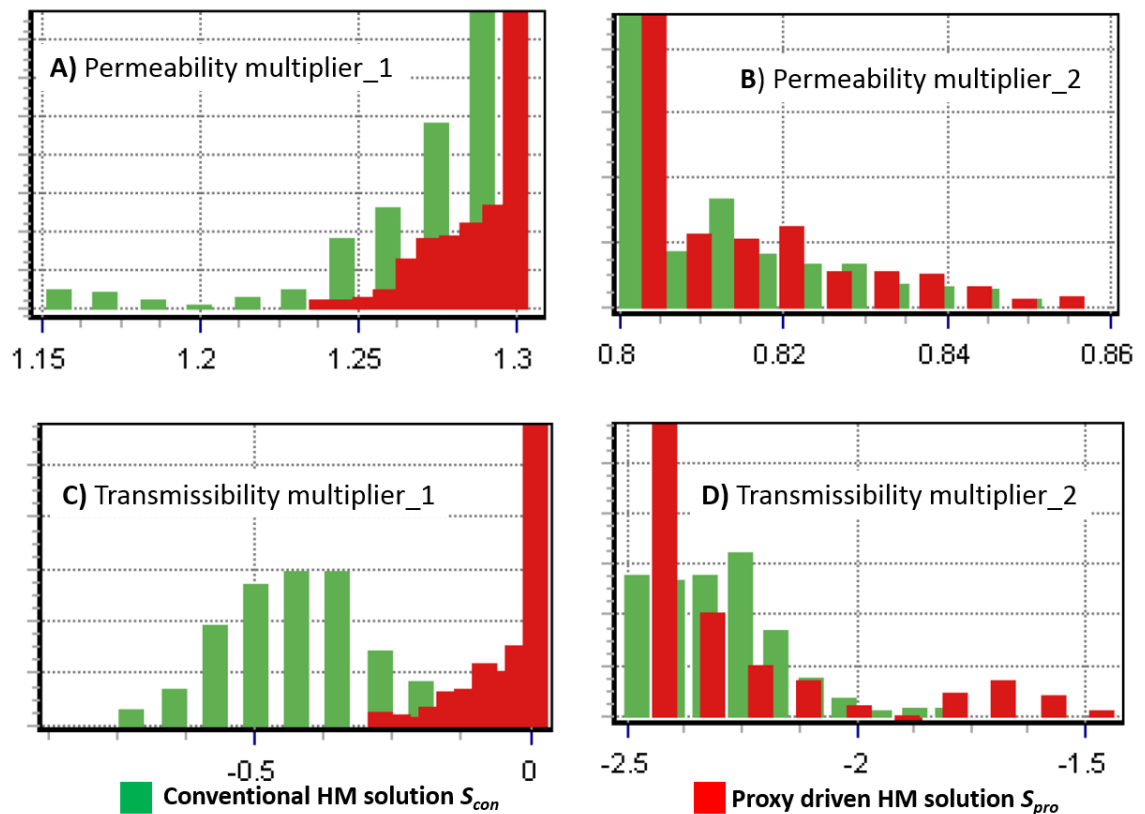 A) Permeability multiplier_1
B) Permeability multiplier_2
1.15 1.2 1.25 1.3
0.8 0.82 0.84 0.86
C) Transmissibility multiplier_1
D) Transmissibility multiplier_2
-0.5 0
-2.5 -2 -1.5
Conventional HM solution Scon
Proxy driven HM solution Spro